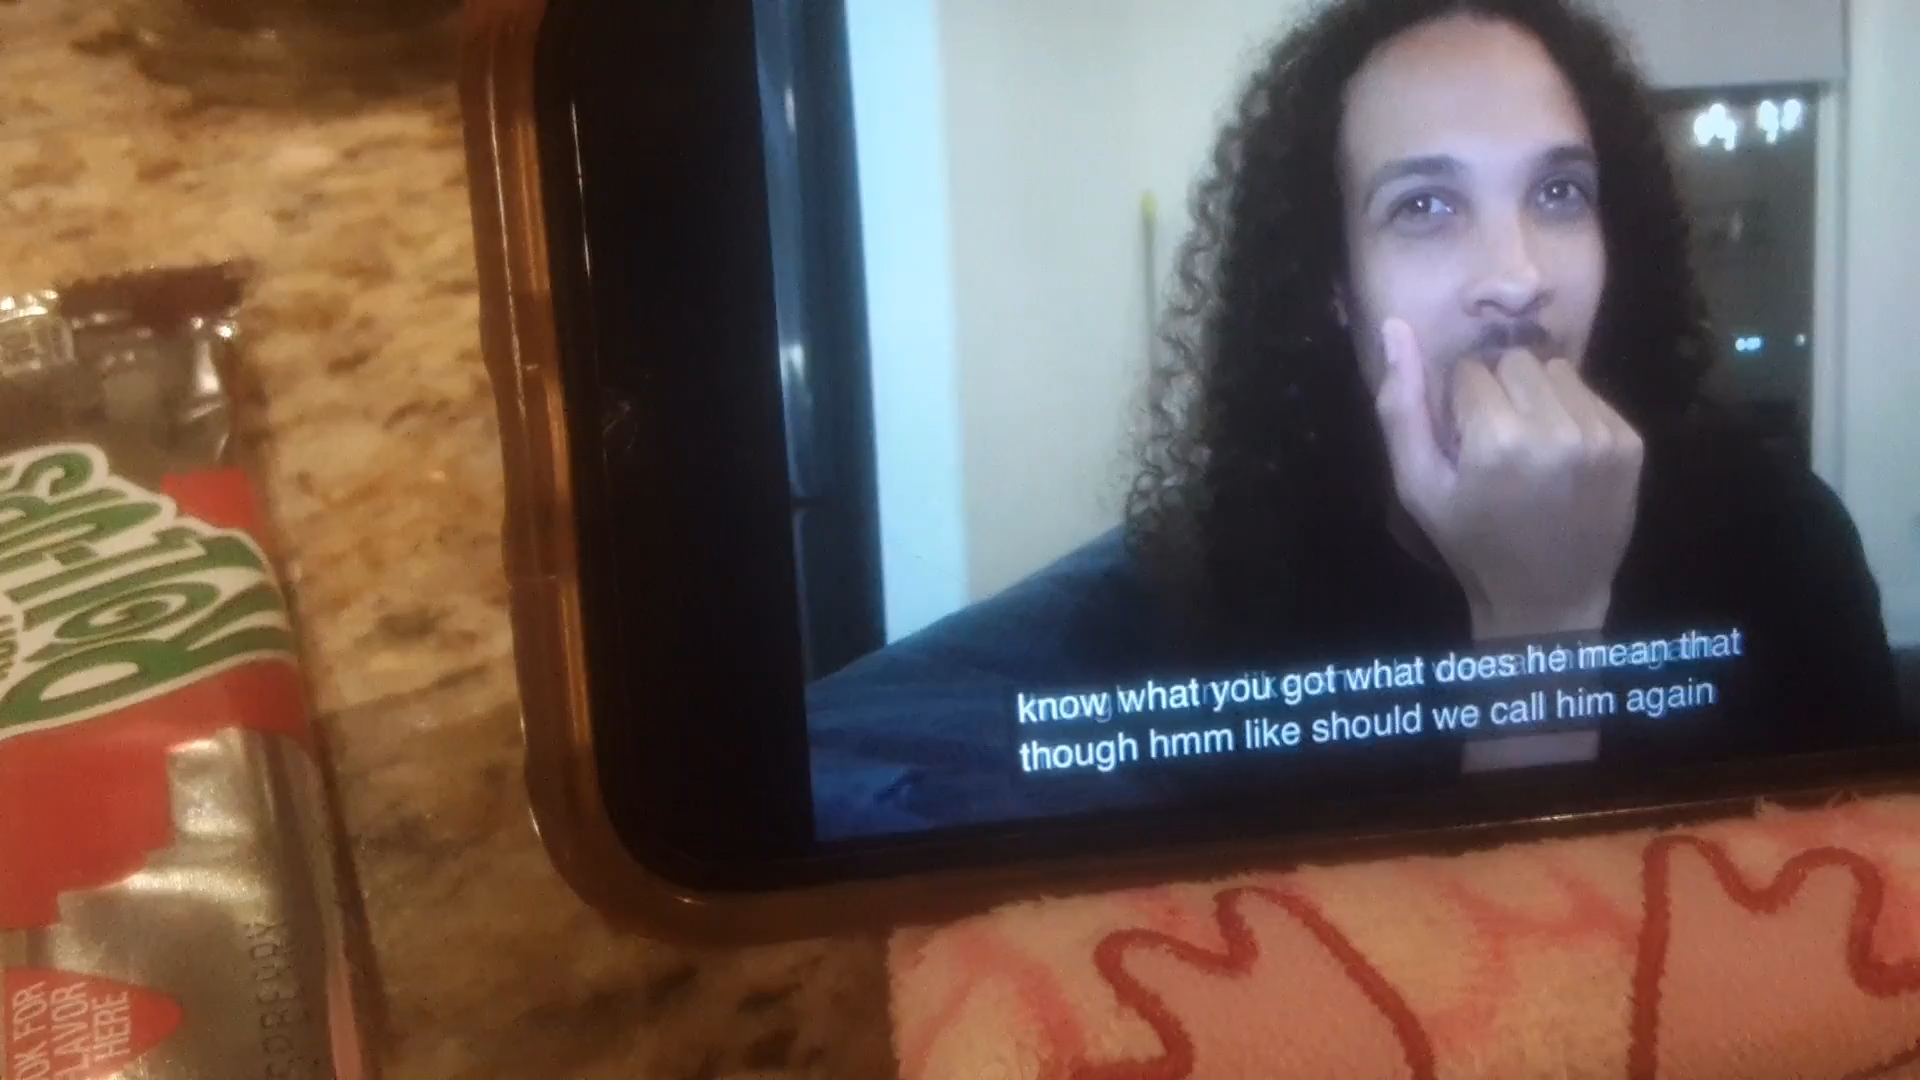 know what you got what does he mean that
though hmm like should we call him again
ROLL-UPS
FOR
FLAVOR
HERE